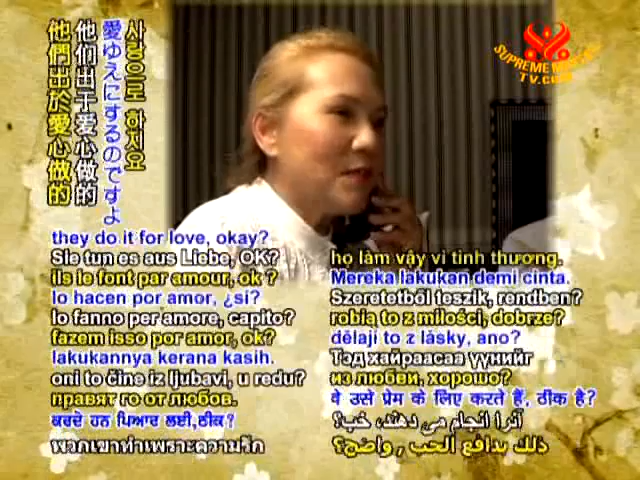 他們出於愛心做的
他们出于爱心做的
愛ゆえにするのですよ
사랑으로 하지요
SUPREME MASTER
TV.COM
they do it for love, okay?
Sie tun es aus Liebe, OK?
ils le font par amour, ok ?
lo hacen por amor, ¿sí?
lo fanno per amore, capito?
fazem isso por amor, ok?
lakukannya kerana kasih.
oni to čine iz ljubavi, u redu?
правят го от любов.
ਕਰਦੇ ਹਨ ਪਿਆਰ ਲਈ,ਠੀਕ?
พวกเขาทำเพราะความรัก
họ làm vậy vì tình thương.
Mereka lakukan demi cinta.
Szeretetből teszik, rendben?
robią to z miłości, dobrze?
dělají to z lásky, ano?
Тэд хайраасаа үүнийг
из любви, хорошо?
वे उसे प्रेम के लिए करते हैं, ठीक है?
آنرا انجام می دهند، خب؟
ذلك بدافع الحب , واضح؟